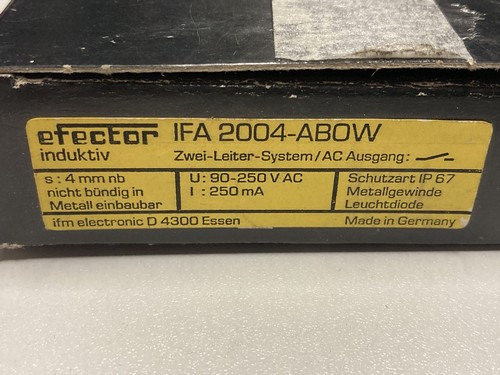 efector IFA 2004-ABOW
induktiv Zwei-Leiter-System/AC Ausgang:
s : 4 mm nb
nicht bündig in
Metall einbaubar
U : 90-250 V AC
I : 250 mA
Schutzart IP 67
Metallgewinde
Leuchtdiode
ifm electronic D 4300 Essen Made in Germany